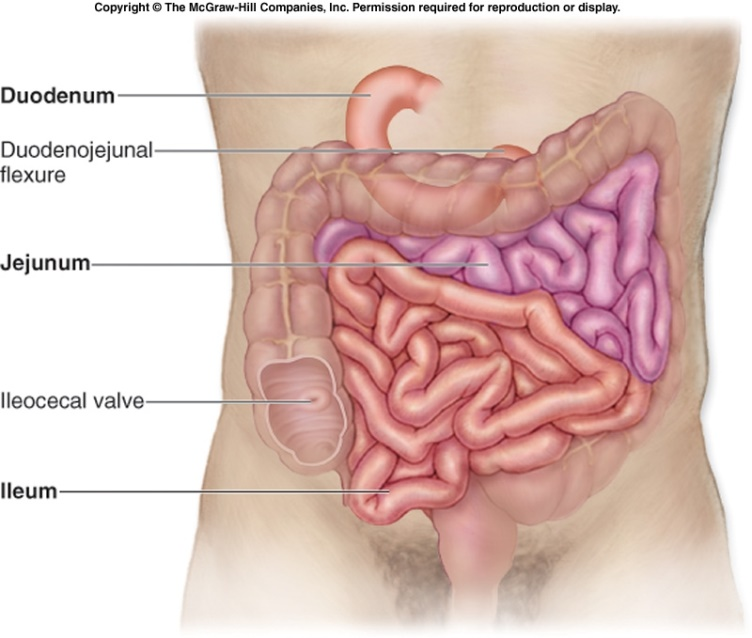 Copyright © The McGraw-Hill Companies, Inc. Permission required for reproduction or display.
Duodenum
Duodenojejunal
flexure
Jejunum
Ileocecal valve
Ileum